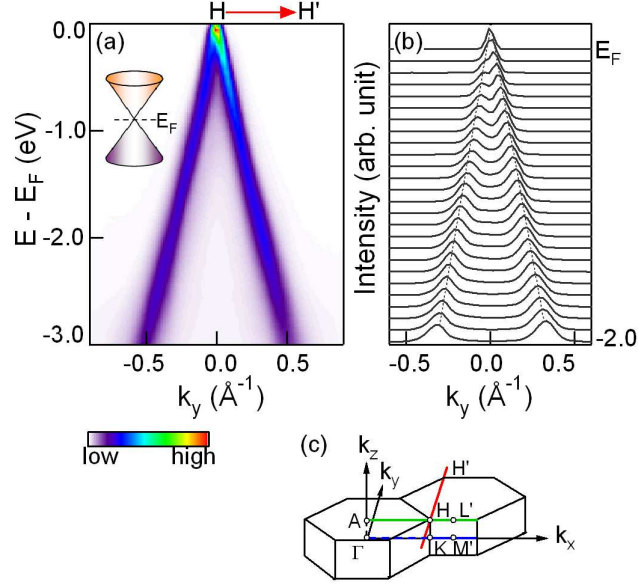 H H'
(a)
(b)
E_F
0.0
-1.0
-2.0
-3.0
E - E_F (eV)
E_F
-0.5 0.0 0.5
k_y (Å⁻¹)
Intensity (arb. unit)
-2.0
-0.5 0.0 0.5
k_y (Å⁻¹)
low high
(c)
k_z
k_y
H'
A
H L'
Γ
K M'
k_x